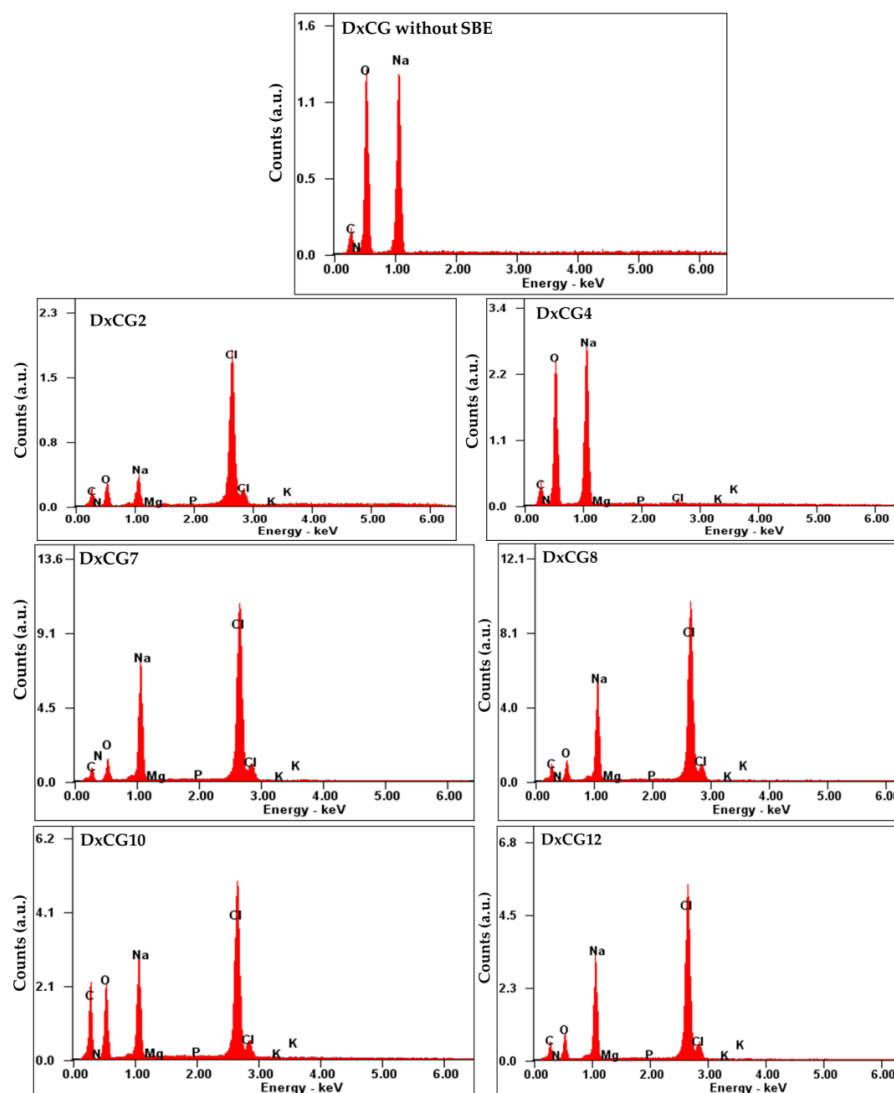 DxCG without SBE
Counts (a.u.)
1.6
1.1
0.5
0.0
C
N
O
Na
0.00 1.00 2.00 3.00 4.00 5.00 6.00
Energy - keV
DxCG2
Counts (a.u.)
2.3
1.5
0.8
0.0
C
N
O
Na
Mg
P
Cl
Cl
K
K
0.00 1.00 2.00 3.00 4.00 5.00 6.00
Energy - keV
DxCG4
Counts (a.u.)
3.4
2.2
1.1
0.0
C
N
O
Na
Mg
P
Cl
K
K
0.00 1.00 2.00 3.00 4.00 5.00 6.00
Energy - keV
DxCG7
Counts (a.u.)
13.6
9.1
4.5
0.0
C
N
O
Na
Mg
P
Cl
Cl
K
K
0.00 1.00 2.00 3.00 4.00 5.00 6.00
Energy - keV
DxCG8
Counts (a.u.)
12.1
8.1
4.0
0.0
C
N
O
Na
Mg
P
Cl
Cl
K
K
0.00 1.00 2.00 3.00 4.00 5.00 6.00
Energy - keV
DxCG10
Counts (a.u.)
6.2
4.1
2.1
0.0
C
N
O
Na
Mg
P
Cl
Cl
K
K
0.00 1.00 2.00 3.00 4.00 5.00 6.00
Energy - keV
DxCG12
Counts (a.u.)
6.8
4.5
2.3
0.0
C
N
O
Na
Mg
P
Cl
Cl
K
K
0.00 1.00 2.00 3.00 4.00 5.00 6.00
Energy - keV